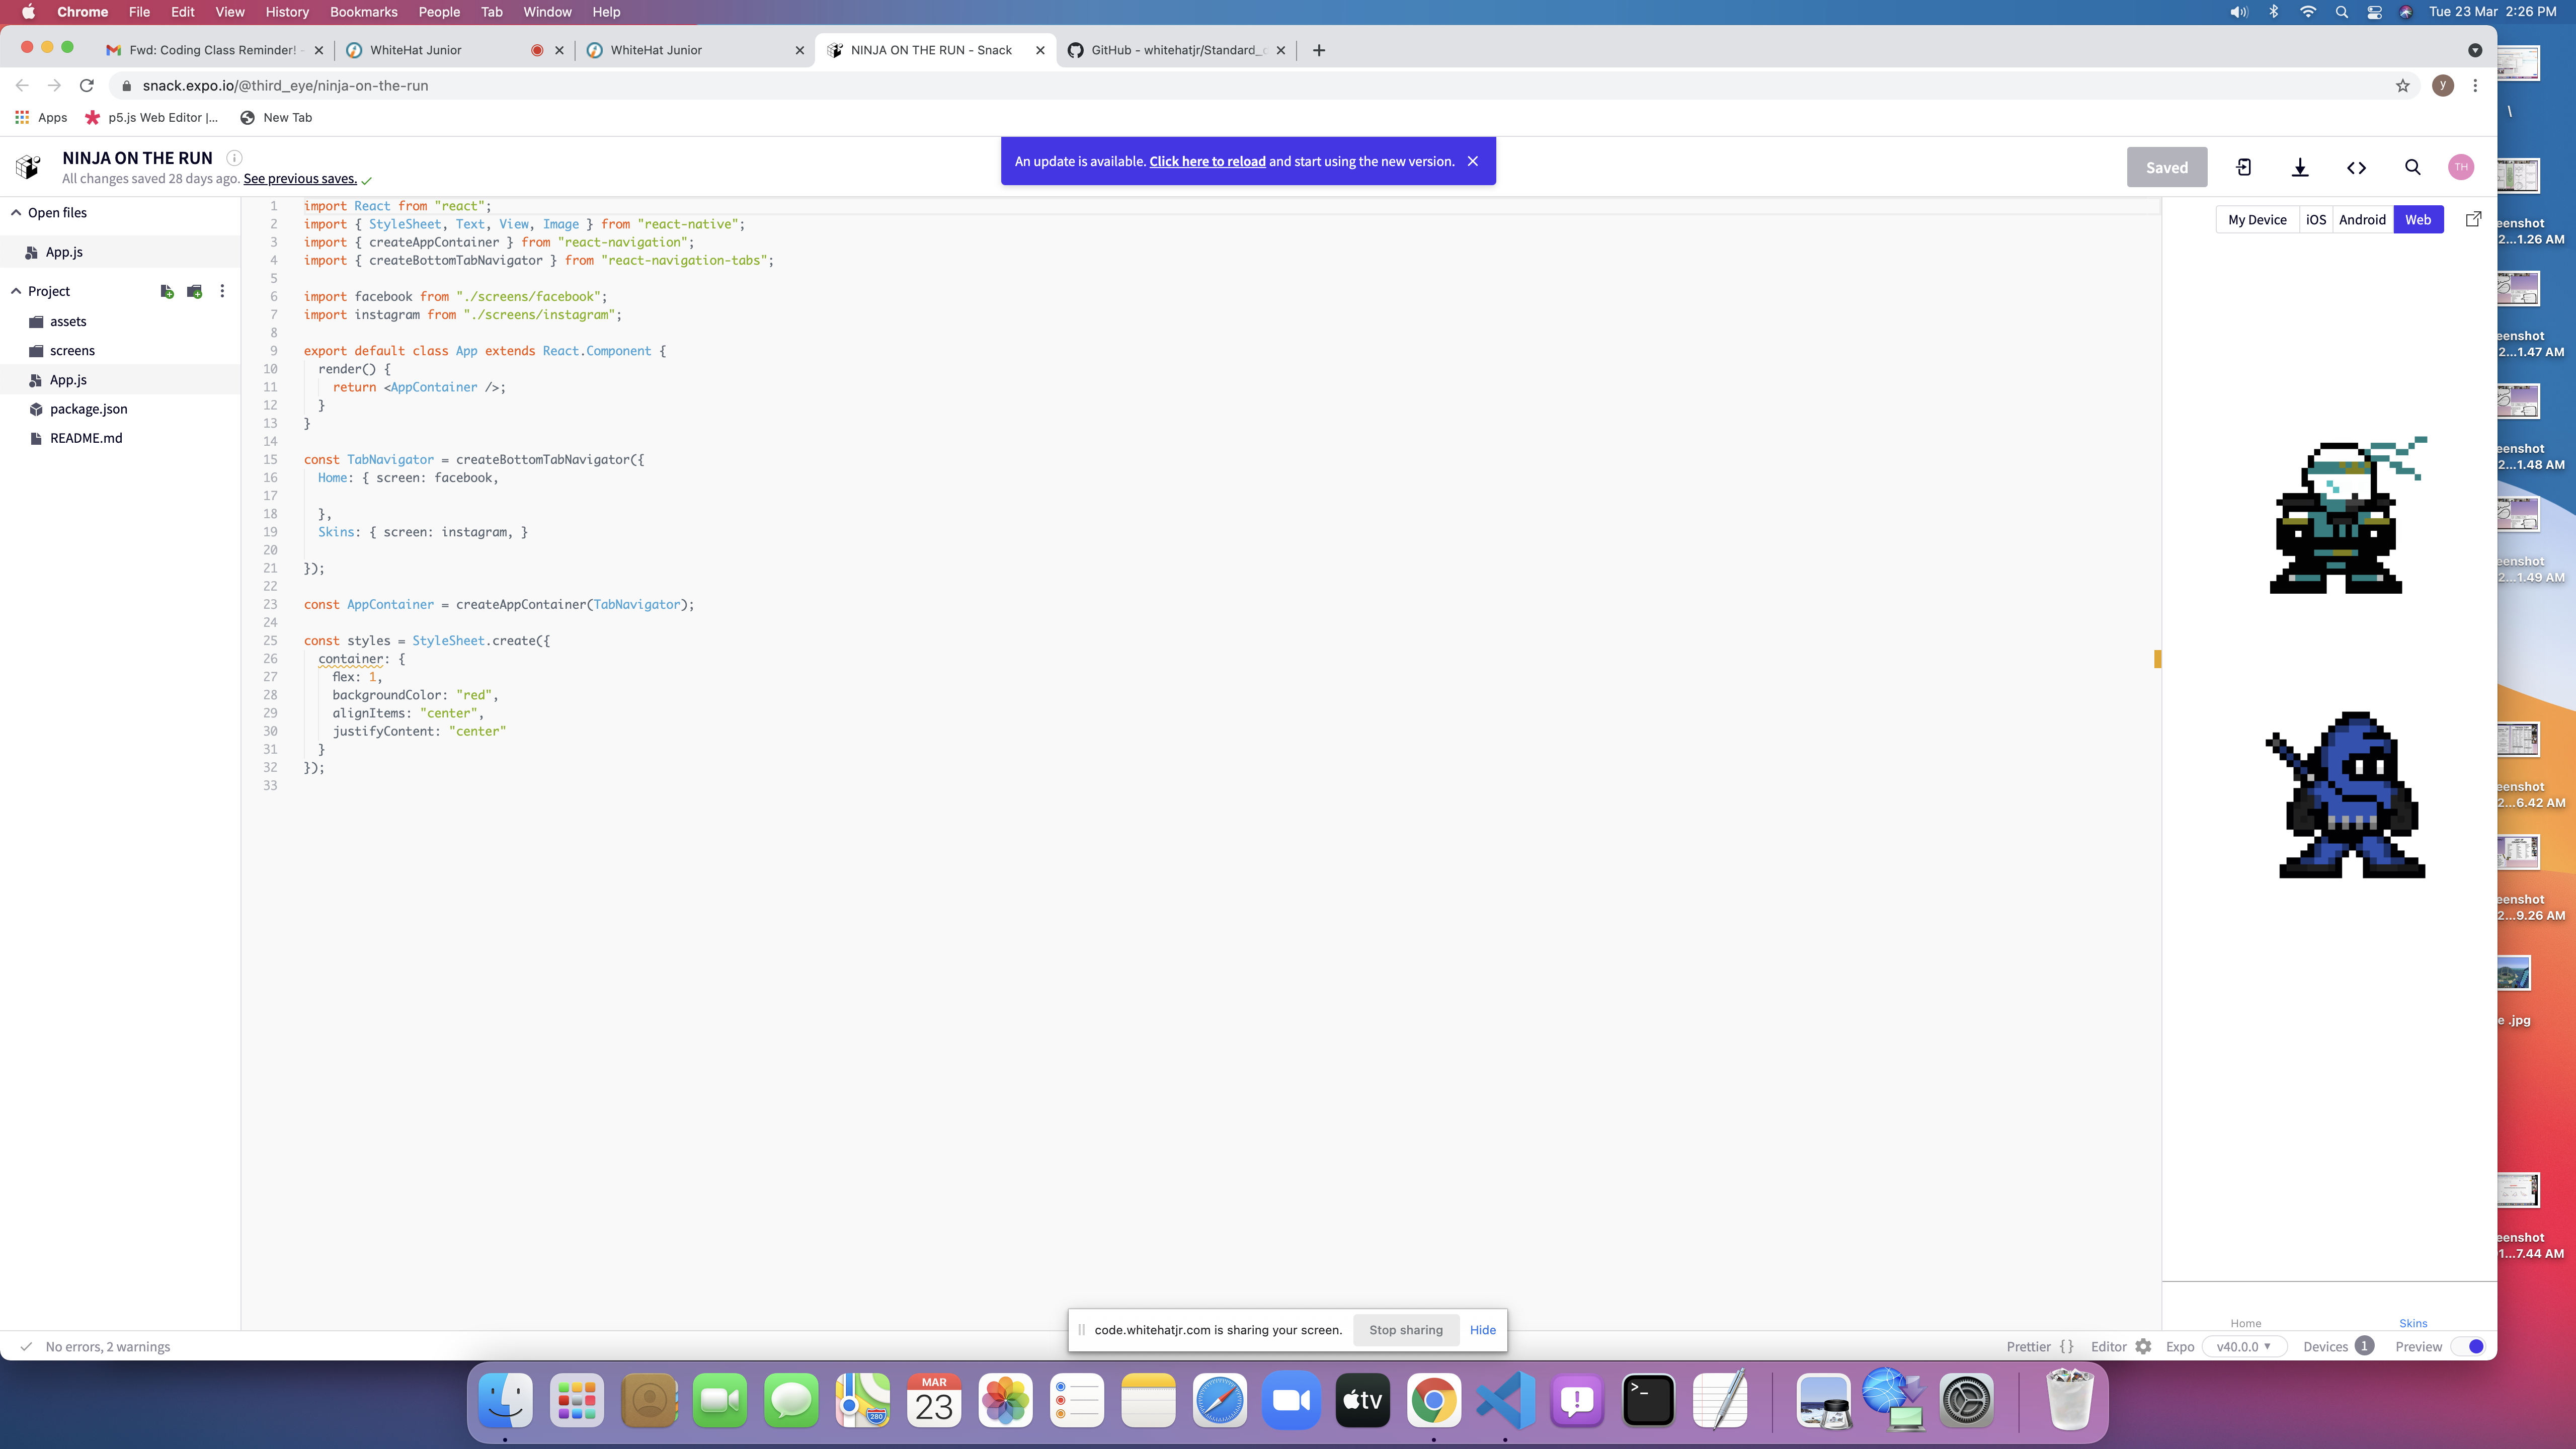 Chrome File Edit View History Bookmarks People Tab Window Help Tue 23 Mar 2:26 PM
Fwd: Coding Class Reminder! - WhiteHat Junior WhiteHat Junior NINJA ON THE RUN - Snack GitHub - whitehatjr/Standard_
snack.expo.io/@third_eye/ninja-on-the-run y
Apps p5.js Web Editor |... New Tab
NINJA ON THE RUN
All changes saved 28 days ago. See previous saves.
An update is available. Click here to reload and start using the new version.
Saved TH
Open files
App.js
Project
assets
screens
App.js
package.json
README.md
1 import React from "react";
2 import { StyleSheet, Text, View, Image } from "react-native";
3 import { createAppContainer } from "react-navigation";
4 import { createBottomTabNavigator } from "react-navigation-tabs";
5
6 import facebook from "./screens/facebook";
7 import instagram from "./screens/instagram";
8
9 export default class App extends React.Component {
10 render() {
11 return <AppContainer />;
12 }
13 }
14
15 const TabNavigator = createBottomTabNavigator({
16 Home: { screen: facebook,
17
18 },
19 Skins: { screen: instagram, }
20
21 });
22
23 const AppContainer = createAppContainer(TabNavigator);
24
25 const styles = StyleSheet.create({
26 container: {
27 flex: 1,
28 backgroundColor: "red",
29 alignItems: "center",
30 justifyContent: "center"
31 }
32 });
33
My Device iOS Android Web
Home Skins
code.whitehatjr.com is sharing your screen. Stop sharing Hide
No errors, 2 warnings
Prettier {} Editor Expo v40.0.0 Devices 1 Preview
\
eenshot
2...1.26 AM
eenshot
2...1.47 AM
eenshot
2...1.48 AM
eenshot
2...1.49 AM
eenshot
2...6.42 AM
eenshot
2...9.26 AM
e .jpg
eenshot
1...7.44 AM
MAR
23
280
tv
>_